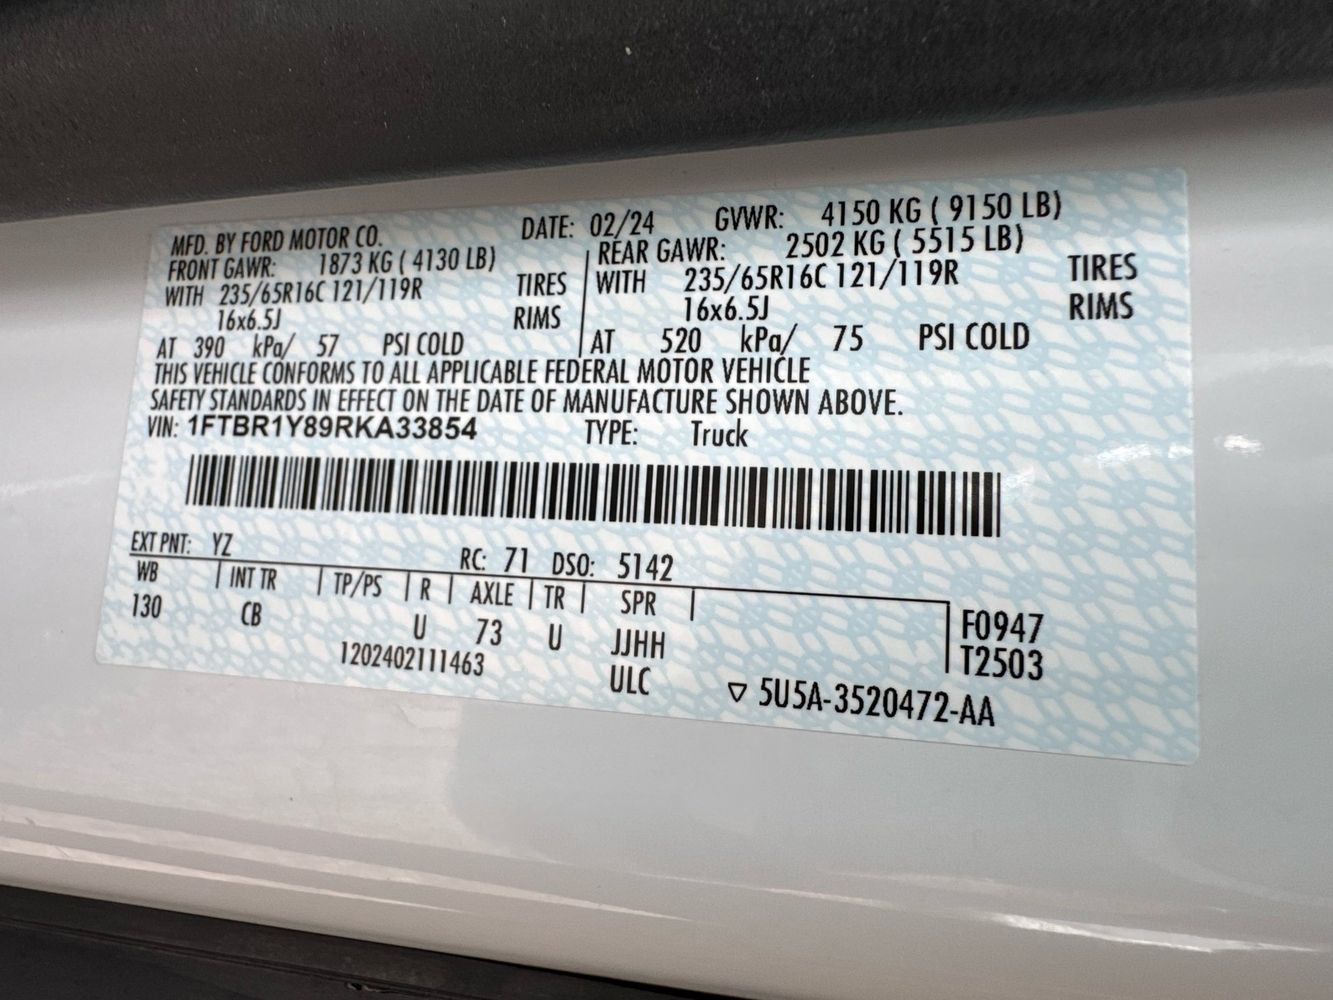 MFD. BY FORD MOTOR CO. DATE: 02/24 GVWR: 4150 KG ( 9150 LB)
FRONT GAWR: 1873 KG ( 4130 LB) REAR GAWR: 2502 KG ( 5515 LB)
WITH 235/65R16C 121/119R TIRES WITH 235/65R16C 121/119R TIRES
16x6.5J RIMS 16x6.5J RIMS
AT 390 kPa/ 57 PSI COLD AT 520 kPa/ 75 PSI COLD
THIS VEHICLE CONFORMS TO ALL APPLICABLE FEDERAL MOTOR VEHICLE
SAFETY STANDARDS IN EFFECT ON THE DATE OF MANUFACTURE SHOWN ABOVE.
VIN: 1FTBR1Y89RKA33854 TYPE: Truck
EXT PNT: YZ RC: 71 DSO: 5142
WB INT TR TP/PS R AXLE TR SPR F0947
130 CB U 73 U JJHH T2503
1202402111463 ULC ▽ 5U5A-3520472-AA